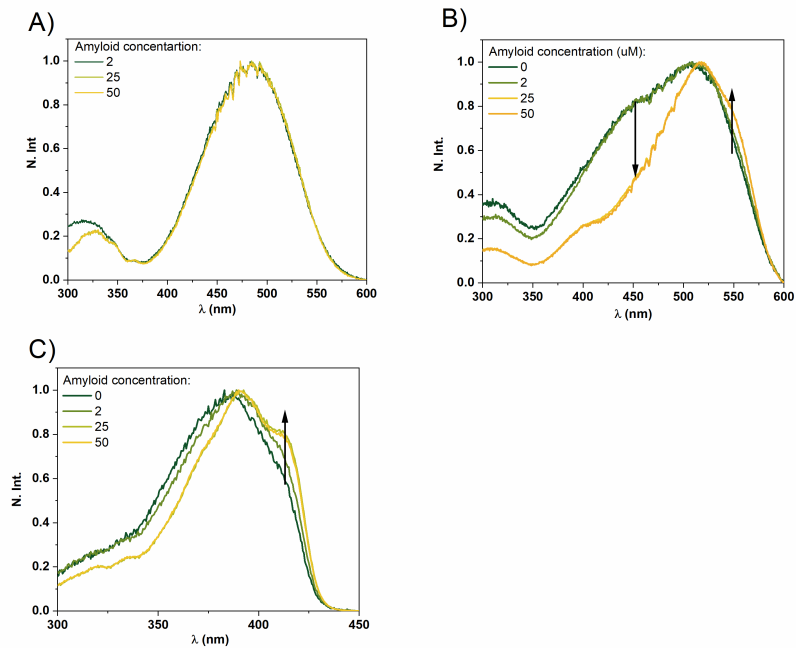 A)
Amyloid concentartion:
2
25
50
N. Int.
1.0
0.8
0.6
0.4
0.2
0.0
300 350 400 450 500 550 600
λ (nm)
B)
Amyloid concentration (uM):
0
2
25
50
N. Int.
1.0
0.8
0.6
0.4
0.2
0.0
300 350 400 450 500 550 600
λ (nm)
C)
Amyloid concentration:
0
2
25
50
N. Int.
1.0
0.8
0.6
0.4
0.2
0.0
300 350 400 450
λ (nm)